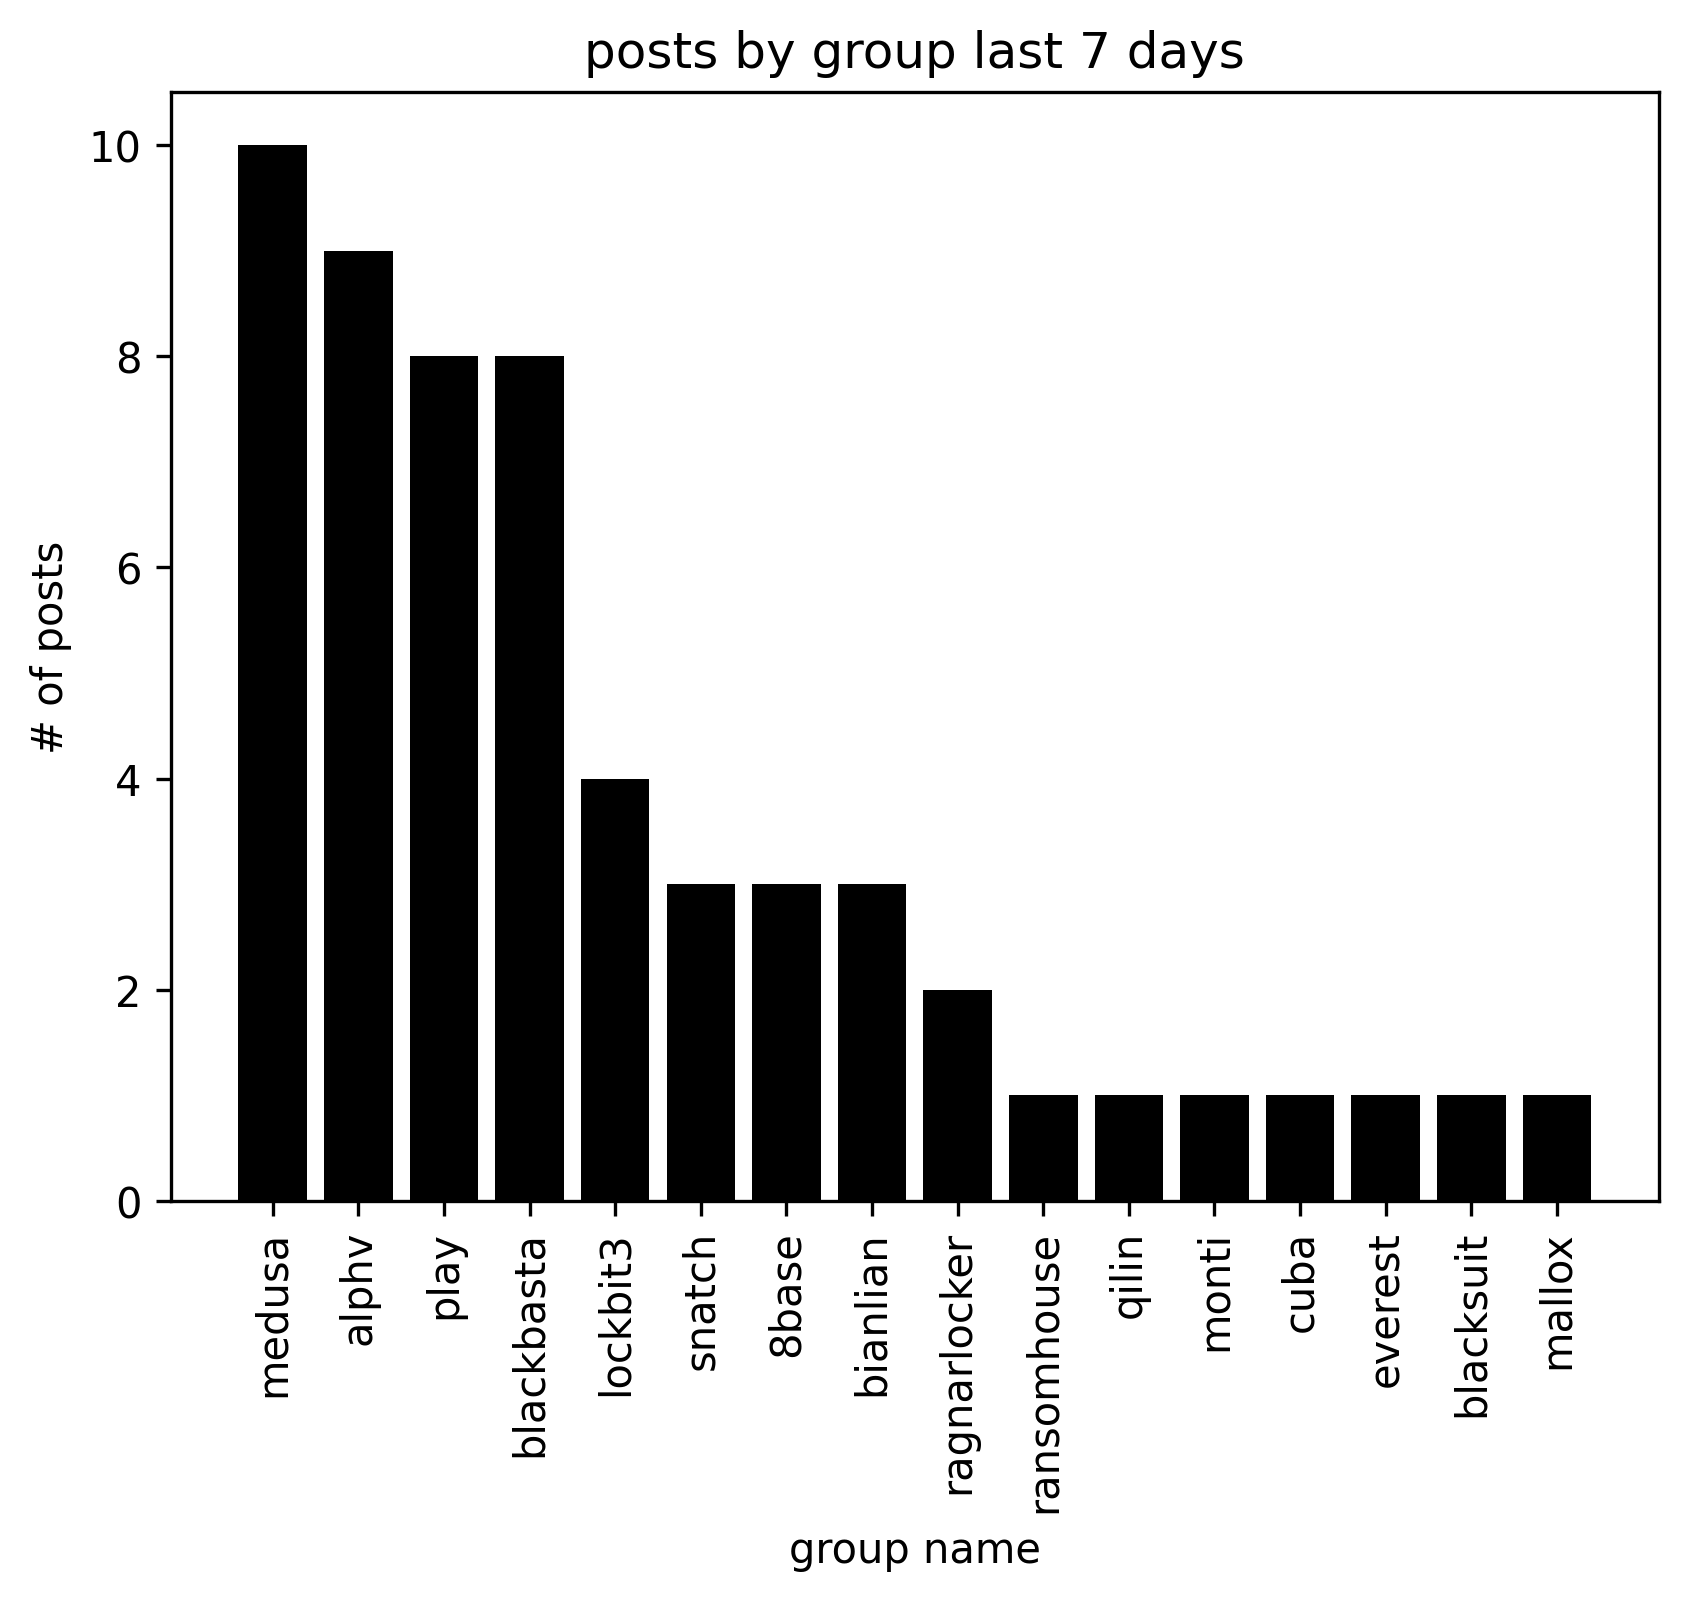 posts by group last 7 days
10
8
6
4
2
0
# of posts
medusa
alphv
play
blackbasta
lockbit3
snatch
8base
bianlian
ragnarlocker
ransomhouse
qilin
monti
cuba
everest
blacksuit
mallox
group name